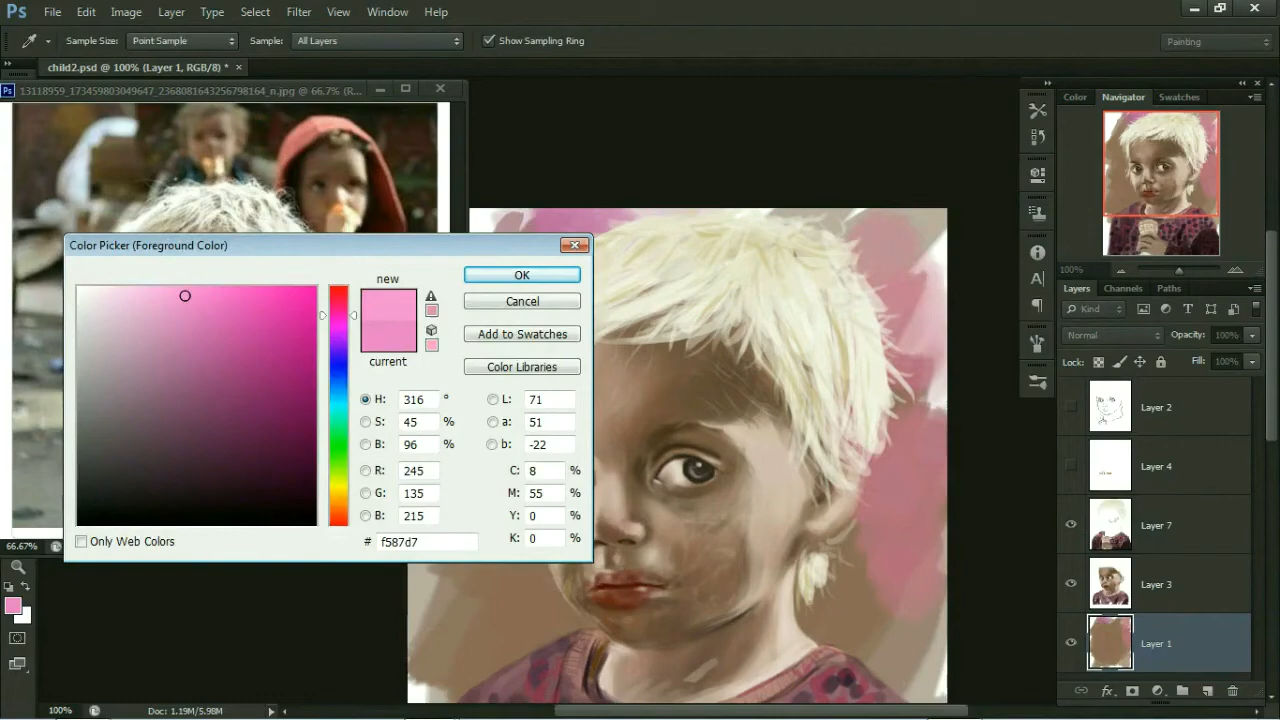 Ps File Edit Image Layer Type Select Filter View Window Help
Sample Size: Point Sample Sample: All Layers Show Sampling Ring Painting
child2.psd @ 100% (Layer 1, RGB/8) * ×
Ps 13118959_173459803049647_2368081643256798164_n.jpg @ 66.7% (R...
Color Navigator Swatches
100%
Layers Channels Paths
Kind
Normal Opacity: 100%
Lock: Fill: 100%
Layer 2
Layer 4
Layer 7
Layer 3
Layer 1
fx
Color Picker (Foreground Color)
new
current
OK
Cancel
Add to Swatches
Color Libraries
H: 316 °
S: 45 %
B: 96 %
R: 245
G: 135
B: 215
# f587d7
L: 71
a: 51
b: -22
C: 8 %
M: 55 %
Y: 0 %
K: 0 %
Only Web Colors
66.67%
100% Doc: 1.19M/5.98M